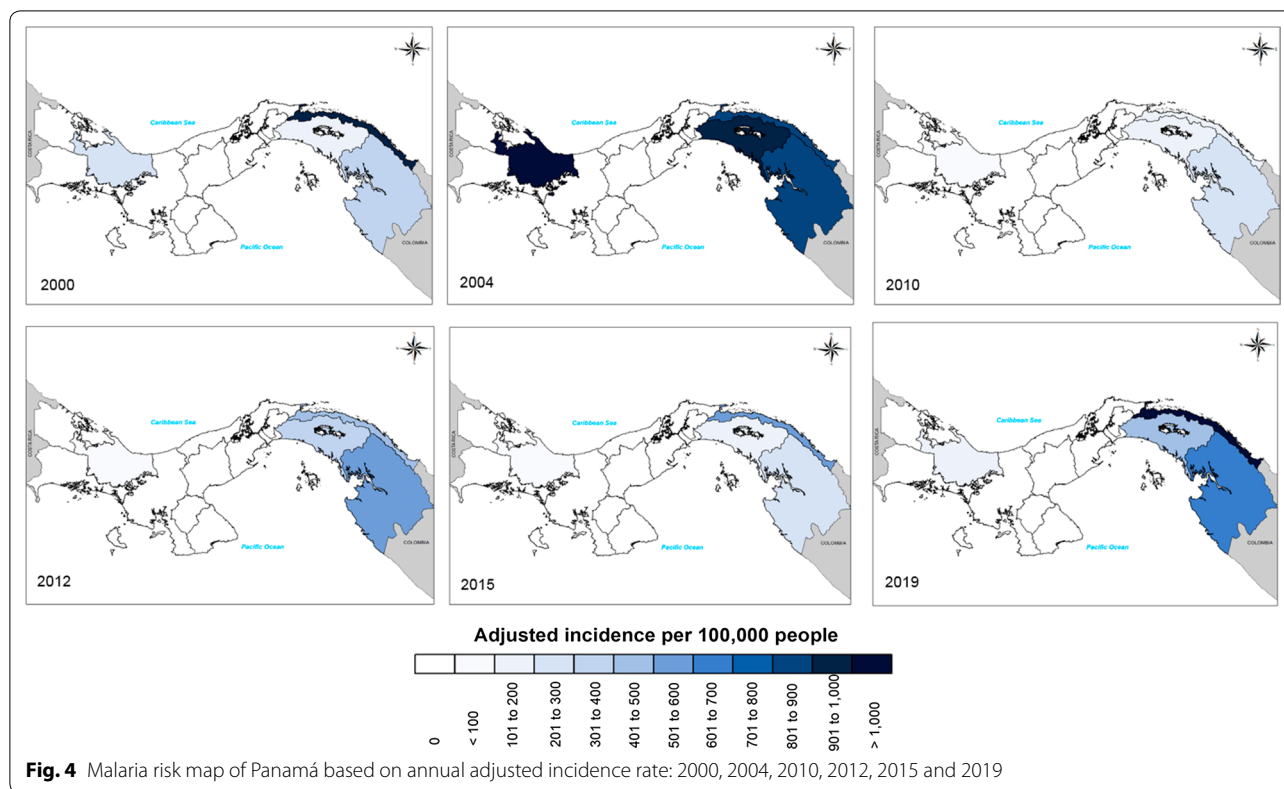 COSTA RICA
Caribbean Sea
Pacific Ocean
COLOMBIA
2000
COSTA RICA
Caribbean Sea
Pacific Ocean
COLOMBIA
2004
COSTA RICA
Caribbean Sea
Pacific Ocean
COLOMBIA
2010
COSTA RICA
Caribbean Sea
Pacific Ocean
COLOMBIA
2012
COSTA RICA
Caribbean Sea
Pacific Ocean
COLOMBIA
2015
COSTA RICA
Caribbean Sea
Pacific Ocean
COLOMBIA
2019
Adjusted incidence per 100,000 people
0
< 100
101 to 200
201 to 300
301 to 400
401 to 500
501 to 600
601 to 700
701 to 800
801 to 900
901 to 1,000
> 1,000
Fig. 4 Malaria risk map of Panamá based on annual adjusted incidence rate: 2000, 2004, 2010, 2012, 2015 and 2019